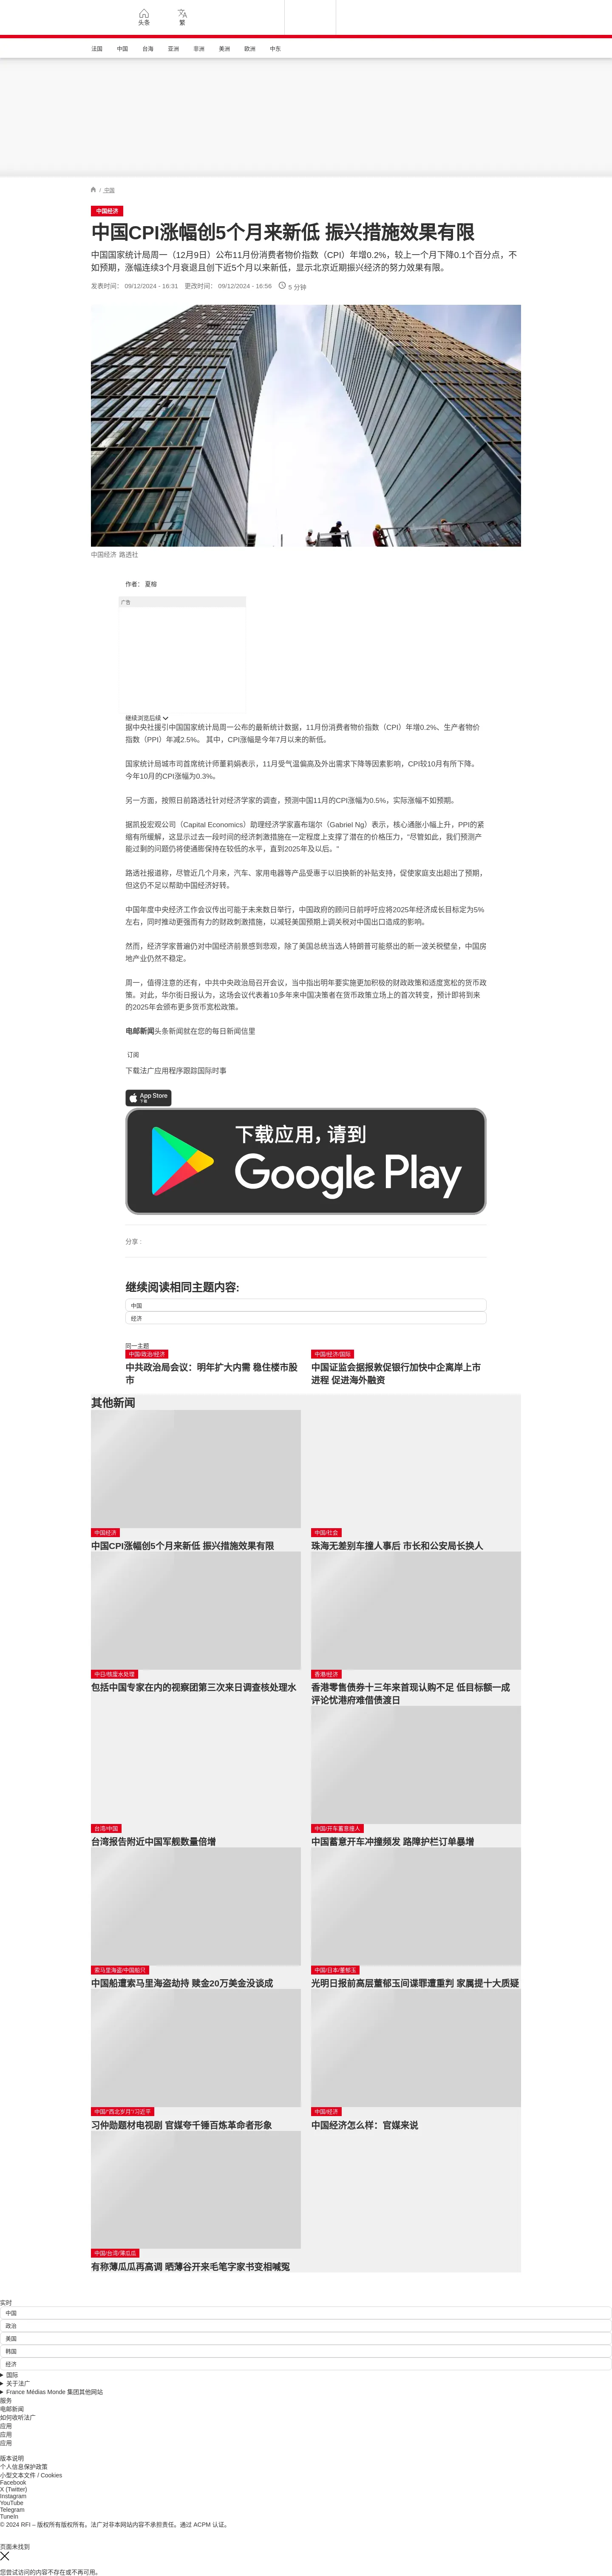 头条
繁
法国 中国 台海 亚洲 非洲 美洲 欧洲 中东
/ 中国
中国经济
中国CPI涨幅创5个月来新低 振兴措施效果有限
中国国家统计局周一（12月9日）公布11月份消费者物价指数（CPI）年增0.2%，较上一个月下降0.1个百分点，不
如预期，涨幅连续3个月衰退且创下近5个月以来新低，显示北京近期振兴经济的努力效果有限。
发表时间： 09/12/2024 - 16:31 更改时间： 09/12/2024 - 16:56 5 分钟
中国经济 路透社
作者： 夏榕
广告
继续浏览后续
据中央社援引中国国家统计局周一公布的最新统计数据，11月份消费者物价指数（CPI）年增0.2%、生产者物价
指数（PPI）年减2.5%。 其中，CPI涨幅是今年7月以来的新低。
国家统计局城市司首席统计师董莉娟表示，11月受气温偏高及外出需求下降等因素影响，CPI较10月有所下降。
今年10月的CPI涨幅为0.3%。
另一方面，按照日前路透社针对经济学家的调查，预测中国11月的CPI涨幅为0.5%，实际涨幅不如预期。
据凯投宏观公司（Capital Economics）助理经济学家嘉布瑞尔（Gabriel Ng）表示，核心通胀小幅上升，PPI的紧
缩有所缓解，这显示过去一段时间的经济刺激措施在一定程度上支撑了潜在的价格压力，"尽管如此，我们预测产
能过剩的问题仍将使通膨保持在较低的水平，直到2025年及以后。"
路透社报道称，尽管近几个月来，汽车、家用电器等产品受惠于以旧换新的补贴支持，促使家庭支出超出了预期，
但这仍不足以帮助中国经济好转。
中国年度中央经济工作会议传出可能于未来数日举行，中国政府的顾问日前呼吁应将2025年经济成长目标定为5%
左右，同时推动更强而有力的财政刺激措施，以减轻美国预期上调关税对中国出口造成的影响。
然而，经济学家普遍仍对中国经济前景感到悲观，除了美国总统当选人特朗普可能祭出的新一波关税壁垒，中国房
地产业仍然不稳定。
周一，值得注意的还有，中共中央政治局召开会议，当中指出明年要实施更加积极的财政政策和适度宽松的货币政
策。对此，华尔街日报认为，这场会议代表着10多年来中国决策者在货币政策立场上的首次转变，预计即将到来
的2025年会颁布更多货币宽松政策。
电邮新闻头条新闻就在您的每日新闻信里
订阅
下载法广应用程序跟踪国际时事
App Store
下载
下载应用，请到
Google Play
分享 :
继续阅读相同主题内容:
中国
经济
同一主题
中国/政治/经济
中共政治局会议：明年扩大内需 稳住楼市股
市
中国/经济/国际
中国证监会据报敦促银行加快中企离岸上市
进程 促进海外融资
其他新闻
中国经济
中国CPI涨幅创5个月来新低 振兴措施效果有限
中国/社会
珠海无差别车撞人事后 市长和公安局长换人
中日/核废水处理
包括中国专家在内的视察团第三次来日调查核处理水
香港/经济
香港零售债券十三年来首现认购不足 低目标额一成
评论忧港府难借债渡日
台湾/中国
台湾报告附近中国军舰数量倍增
中国/开车蓄意撞人
中国蓄意开车冲撞频发 路障护栏订单暴增
索马里海盗/中国船只
中国船遭索马里海盗劫持 赎金20万美金没谈成
中国/日本/董郁玉
光明日报前高层董郁玉间谍罪遭重判 家属提十大质疑
中国/"西北岁月"/习近平
习仲勋题材电视剧 官媒夸千锤百炼革命者形象
中国/经济
中国经济怎么样：官媒来说
中国/台湾/薄瓜瓜
有称薄瓜瓜再高调 晒薄谷开来毛笔字家书变相喊冤
实时
中国
政治
美国
韩国
经济
国际
关于法广
France Médias Monde 集团其他网站
服务
电邮新闻
如何收听法广
应用
应用
应用
版本说明
个人信息保护政策
小型文本文件 / Cookies
Facebook
X (Twitter)
Instagram
YouTube
Telegram
TuneIn
© 2024 RFI – 版权所有版权所有。法广对非本网站内容不承担责任。通过 ACPM 认证。
页面未找到
您尝试访问的内容不存在或不再可用。